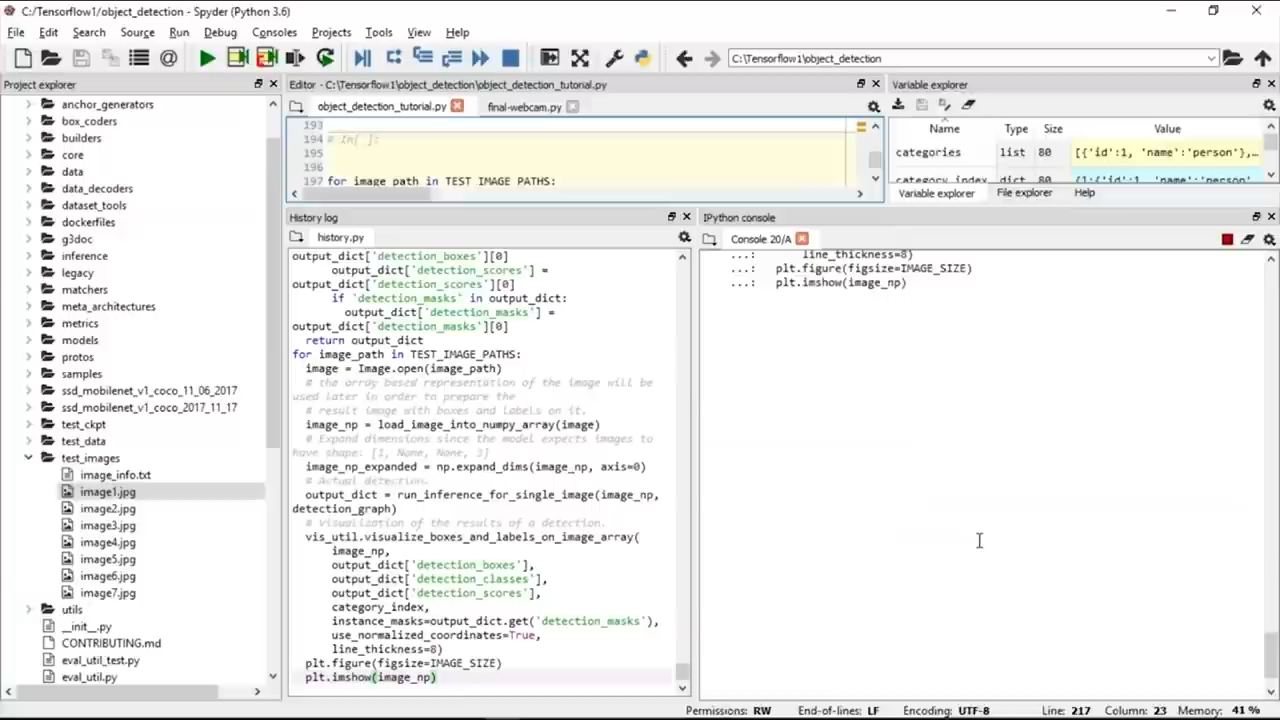 C:/Tensorflow1/object_detection - Spyder (Python 3.6)
File Edit Search Source Run Debug Consoles Projects Tools View Help
C:\Tensorflow1\object_detection
Project explorer
anchor_generators
box_coders
builders
core
data
data_decoders
dataset_tools
dockerfiles
g3doc
inference
legacy
matchers
meta_architectures
metrics
models
protos
samples
ssd_mobilenet_v1_coco_11_06_2017
ssd_mobilenet_v1_coco_2017_11_17
test_ckpt
test_data
test_images
image_info.txt
image1.jpg
image2.jpg
image3.jpg
image4.jpg
image5.jpg
image6.jpg
image7.jpg
utils
__init__.py
CONTRIBUTING.md
eval_util_test.py
eval_util.py
Editor - C:\Tensorflow1\object_detection\object_detection_tutorial.py
object_detection_tutorial.py final-webcam.py
193
194 # In[ ]:
195
196
197 for image_path in TEST_IMAGE_PATHS:
Variable explorer
Name Type Size Value
categories list 80 [{'id':1, 'name':'person'},...
category_index dict 80 {1:{'id':1, 'name':'person'
Variable explorer File explorer Help
History log
history.py
output_dict['detection_boxes'][0]
output_dict['detection_scores'] =
output_dict['detection_scores'][0]
if 'detection_masks' in output_dict:
output_dict['detection_masks'] =
output_dict['detection_masks'][0]
return output_dict
for image_path in TEST_IMAGE_PATHS:
image = Image.open(image_path)
# the array based representation of the image will be
used later in order to prepare the
# result image with boxes and labels on it.
image_np = load_image_into_numpy_array(image)
# Expand dimensions since the model expects images to
have shape: [1, None, None, 3]
image_np_expanded = np.expand_dims(image_np, axis=0)
# Actual detection.
output_dict = run_inference_for_single_image(image_np,
detection_graph)
# Visualization of the results of a detection.
vis_util.visualize_boxes_and_labels_on_image_array(
image_np,
output_dict['detection_boxes'],
output_dict['detection_classes'],
output_dict['detection_scores'],
category_index,
instance_masks=output_dict.get('detection_masks'),
use_normalized_coordinates=True,
line_thickness=8)
plt.figure(figsize=IMAGE_SIZE)
plt.imshow(image_np)
IPython console
Console 20/A
...: line_thickness=8)
...: plt.figure(figsize=IMAGE_SIZE)
...: plt.imshow(image_np)
Permissions: RW End-of-lines: LF Encoding: UTF-8 Line: 217 Column: 23 Memory: 41 %